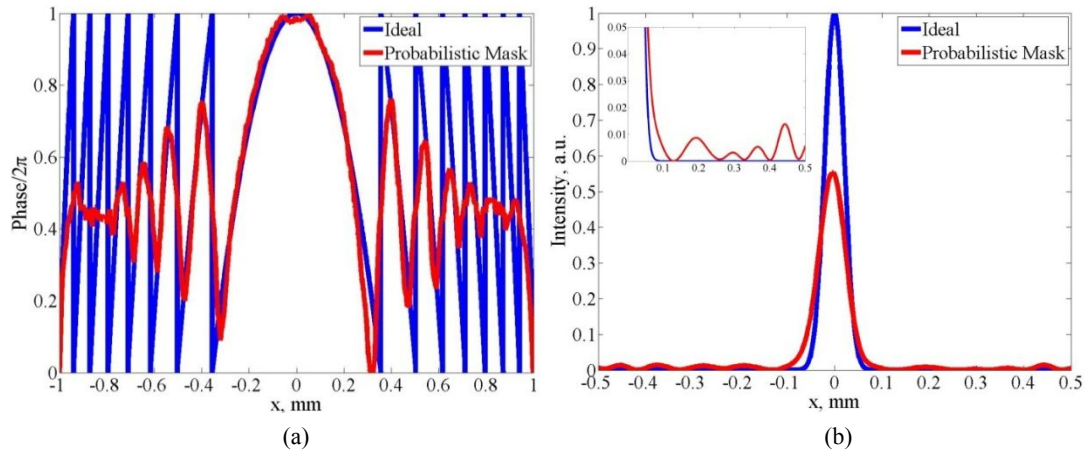 Ideal
Probabilistic Mask
Phase/2π
1
0.8
0.6
0.4
0.2
0
-1 -0.8 -0.6 -0.4 -0.2 0 0.2 0.4 0.6 0.8 1
x, mm
(a)
Ideal
Probabilistic Mask
Intensity, a.u.
1
0.9
0.8
0.7
0.6
0.5
0.4
0.3
0.2
0.1
0
0.05
0.04
0.03
0.02
0.01
0
0.1 0.2 0.3 0.4 0.5
-0.5 -0.4 -0.3 -0.2 -0.1 0 0.1 0.2 0.3 0.4 0.5
x, mm
(b)